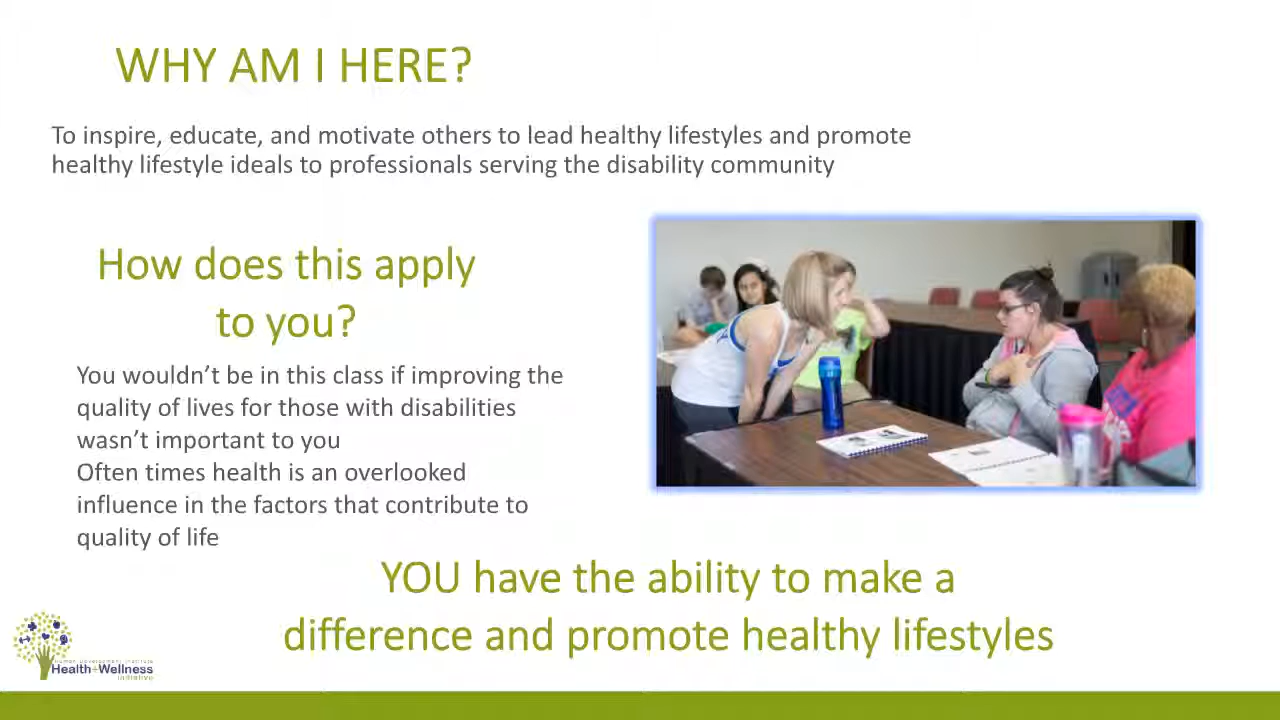 WHY AM I HERE?
To inspire, educate, and motivate others to lead healthy lifestyles and promote
healthy lifestyle ideals to professionals serving the disability community
How does this apply
to you?
You wouldn’t be in this class if improving the
quality of lives for those with disabilities
wasn’t important to you
Often times health is an overlooked
influence in the factors that contribute to
quality of life
YOU have the ability to make a
difference and promote healthy lifestyles
Human Development Institute
Health+Wellness
Initiative